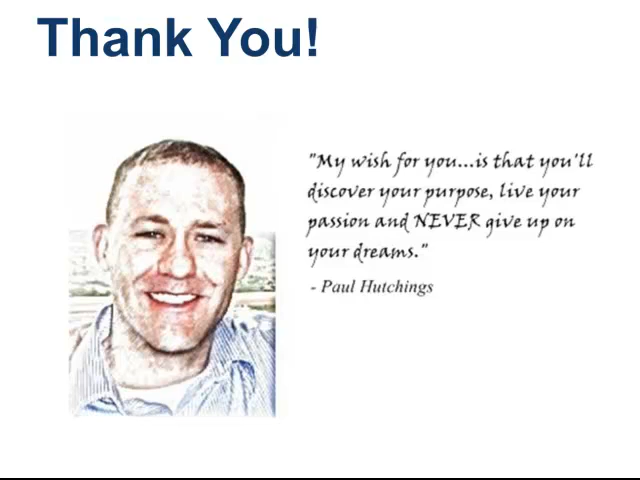 Thank You!
"My wish for you...is that you'll
discover your purpose, live your
passion and NEVER give up on
your dreams."
- Paul Hutchings